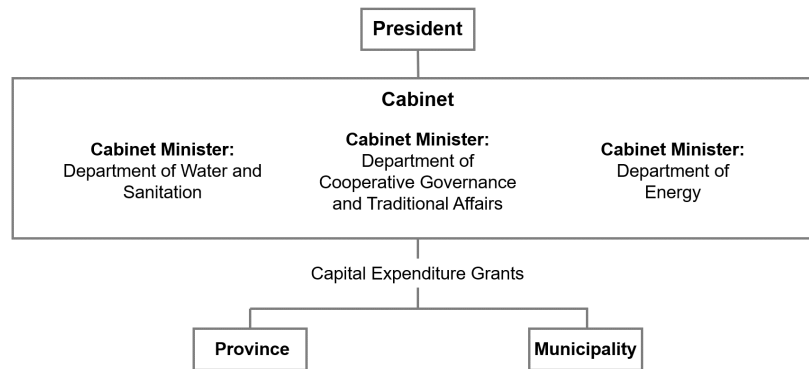 President
Cabinet
Cabinet Minister:
Department of Water and
Sanitation
Cabinet Minister:
Department of
Cooperative Governance
and Traditional Affairs
Cabinet Minister:
Department of
Energy
Capital Expenditure Grants
Province
Municipality